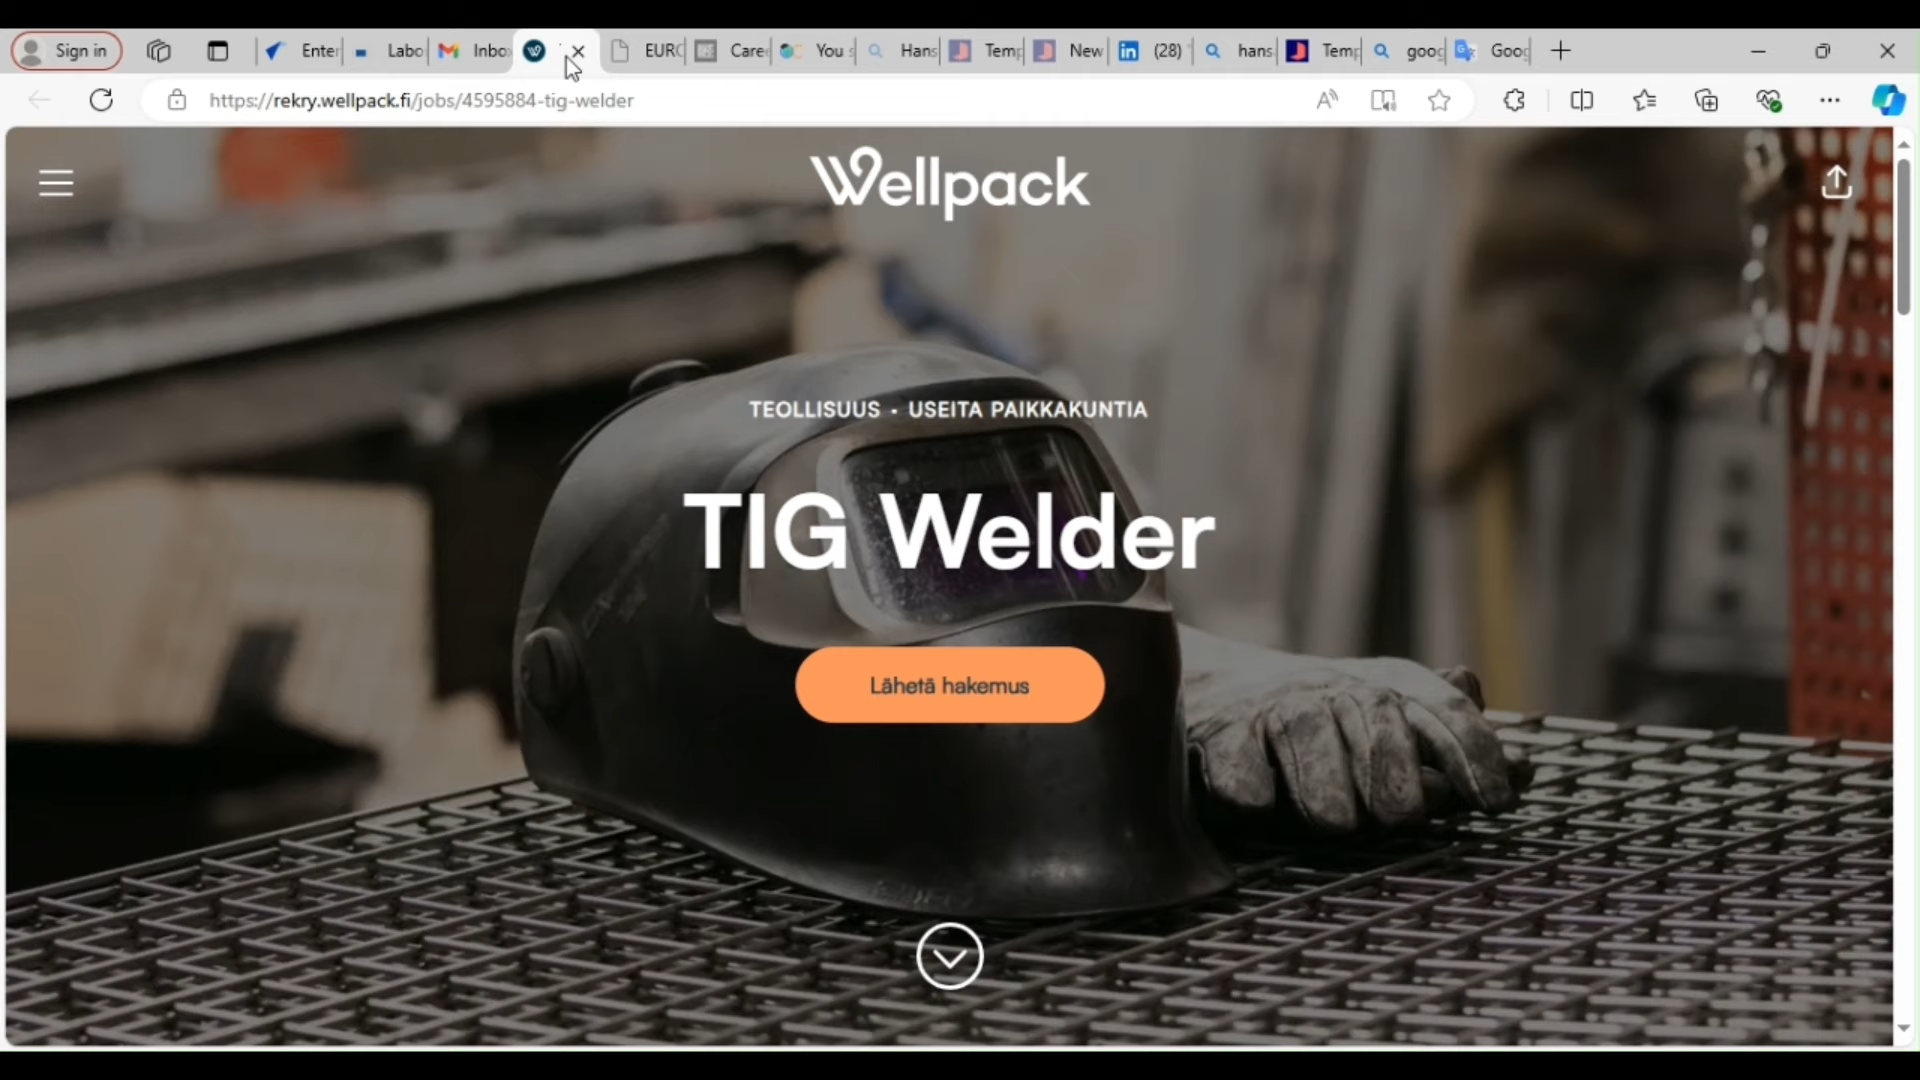 Sign in
Enter
Labo
Inbo
EURO
Care
You s
Hans
Temp
New
(28)
hans
Temp
goog
Goog
https://rekry.wellpack.fi/jobs/4595884-tig-welder
Wellpack
TEOLLISUUS · USEITA PAIKKAKUNTIA
TIG Welder
Lähetä hakemus